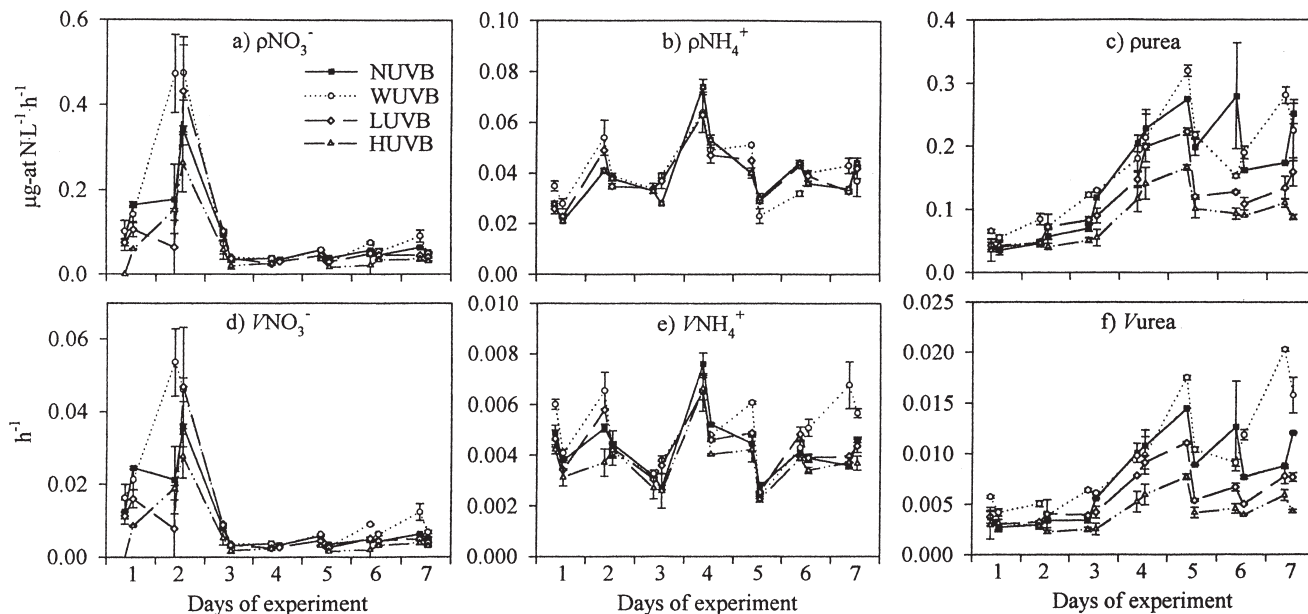 a) ρNO₃⁻
b) ρNH₄⁺
c) ρurea
NUVB
WUVB
LUVB
HUVB
µg-at N·L⁻¹·h⁻¹
0.6
0.4
0.2
0.0
0.10
0.08
0.06
0.04
0.02
0.00
0.4
0.3
0.2
0.1
0.0
d) VNO₃⁻
e) VNH₄⁺
f) Vurea
h⁻¹
0.06
0.04
0.02
0.00
0.010
0.008
0.006
0.004
0.002
0.000
0.025
0.020
0.015
0.010
0.005
0.000
1 2 3 4 5 6 7
1 2 3 4 5 6 7
1 2 3 4 5 6 7
Days of experiment
Days of experiment
Days of experiment